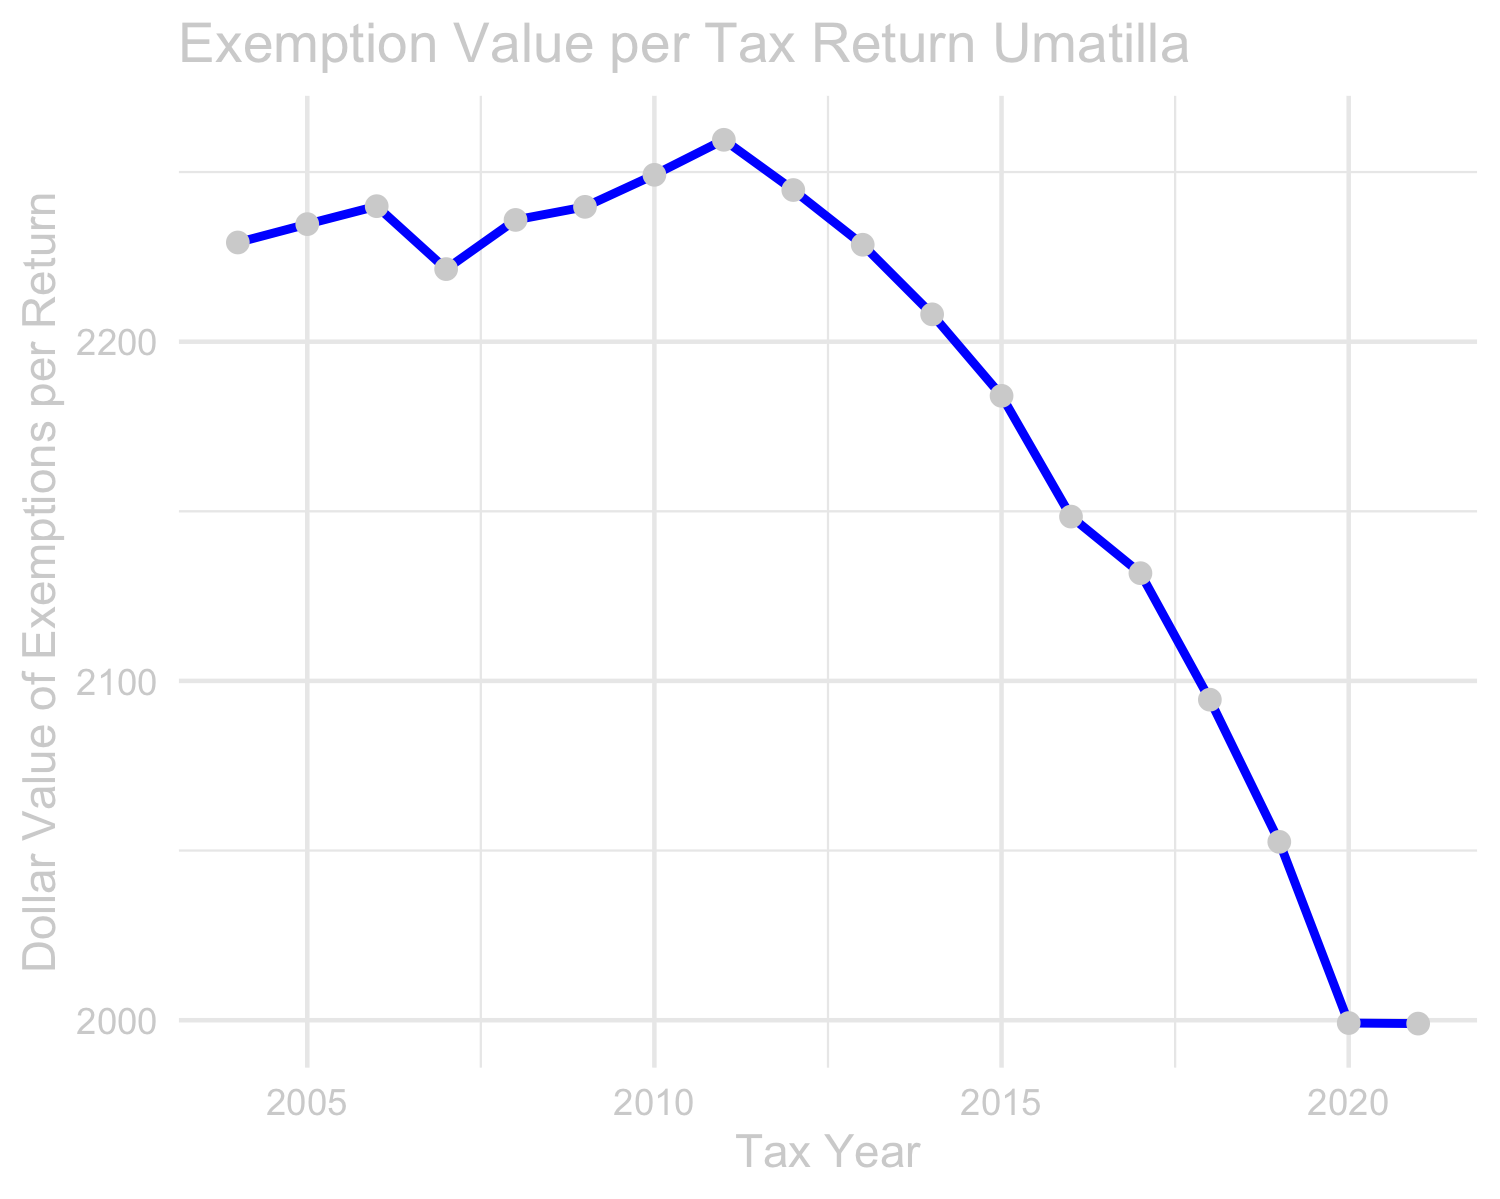 Exemption Value per Tax Return Umatilla
Dollar Value of Exemptions per Return
2200
2100
2000
2005 2010 2015 2020
Tax Year